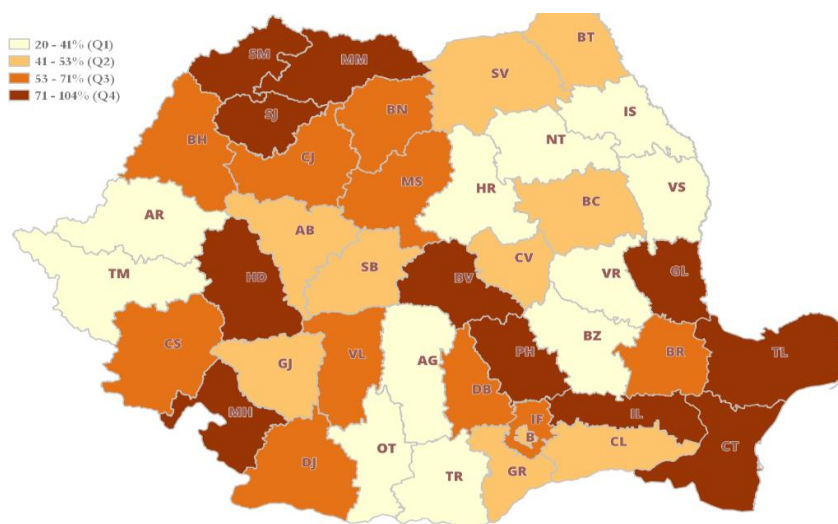 20 - 41% (Q1)
41 - 53% (Q2)
53 - 71% (Q3)
71 - 104% (Q4)
BT
SM
MM
SV
SJ
BN
IS
BH
CJ
NT
MS
HR
VS
BC
AR
AB
SB
CV
TM
HD
BV
VR
GL
CS
VL
BZ
GJ
AG
PH
BR
TL
DB
MH
IF
IL
B
OT
CL
CT
DJ
TR
GR